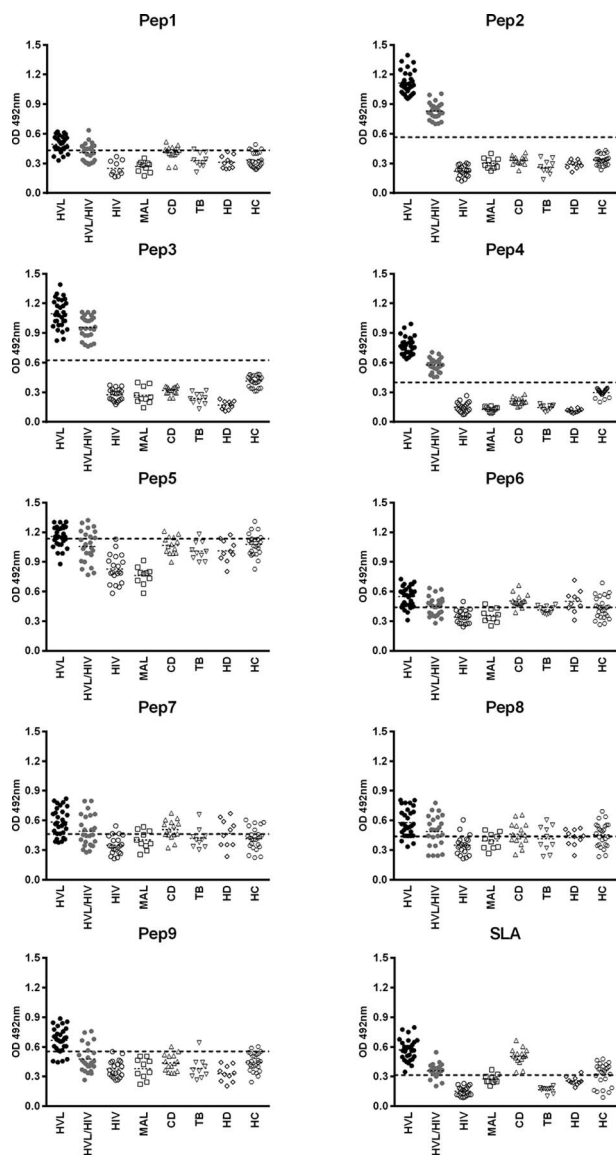 Pep1
OD 492nm
1.5
1.2
0.9
0.6
0.3
0.0
HVL
HVL/HIV
HIV
MAL
CD
TB
HD
HC
Pep2
OD 492nm
1.5
1.2
0.9
0.6
0.3
0.0
HVL
HVL/HIV
HIV
MAL
CD
TB
HD
HC
Pep3
OD 492nm
1.5
1.2
0.9
0.6
0.3
0.0
HVL
HVL/HIV
HIV
MAL
CD
TB
HD
HC
Pep4
OD 492nm
1.5
1.2
0.9
0.6
0.3
0.0
HVL
HVL/HIV
HIV
MAL
CD
TB
HD
HC
Pep5
OD 492nm
1.5
1.2
0.9
0.6
0.3
0.0
HVL
HVL/HIV
HIV
MAL
CD
TB
HD
HC
Pep6
OD 492nm
1.5
1.2
0.9
0.6
0.3
0.0
HVL
HVL/HIV
HIV
MAL
CD
TB
HD
HC
Pep7
OD 492nm
1.5
1.2
0.9
0.6
0.3
0.0
HVL
HVL/HIV
HIV
MAL
CD
TB
HD
HC
Pep8
OD 492nm
1.5
1.2
0.9
0.6
0.3
0.0
HVL
HVL/HIV
HIV
MAL
CD
TB
HD
HC
Pep9
OD 492nm
1.5
1.2
0.9
0.6
0.3
0.0
HVL
HVL/HIV
HIV
MAL
CD
TB
HD
HC
SLA
OD 492nm
1.5
1.2
0.9
0.6
0.3
0.0
HVL
HVL/HIV
HIV
MAL
CD
TB
HD
HC